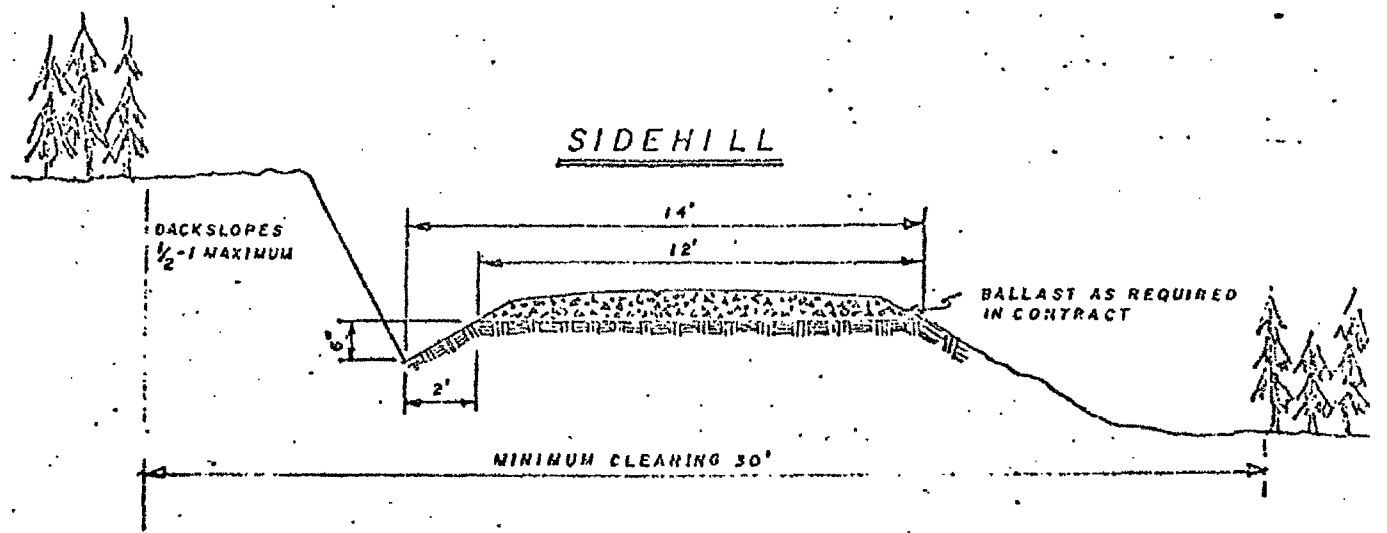 SIDEHILL
14'
BACKSLOPES
½-1 MAXIMUM
12'
BALLAST AS REQUIRED
IN CONTRACT
6"
2'
MINIMUM CLEARING 30'